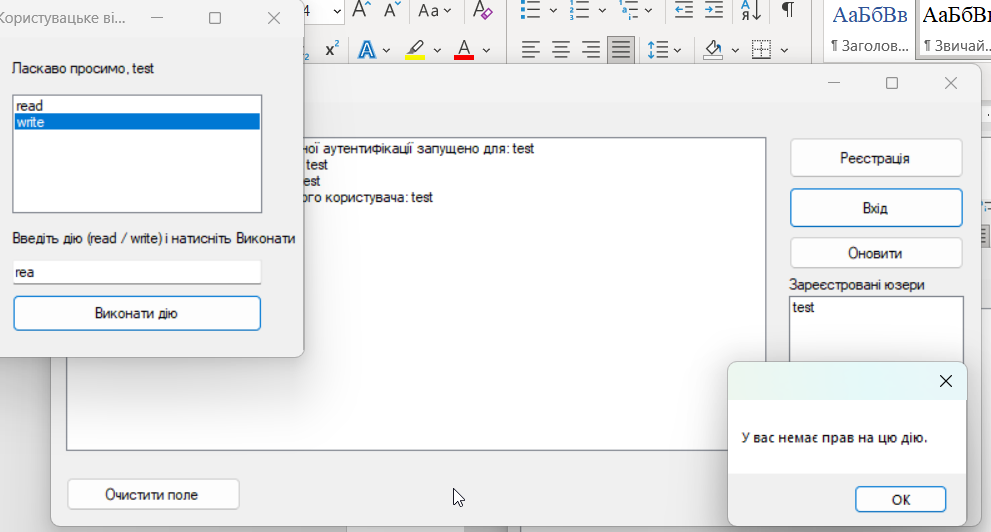 Користувацьке ві...
4
Aa
x²
A
A
АаБбВв
АаБбВв
¶ Заголов...
¶ Звичай...
Ласкаво просимо, test
read
write
Введіть дію (read / write) і натисніть Виконати
rea
Виконати дію
ної аутентифікації запущено для: test
test
est
ого користувача: test
Реєстрація
Вхід
Оновити
Зареєстровані юзери
test
Очистити поле
У вас немає прав на цю дію.
OK